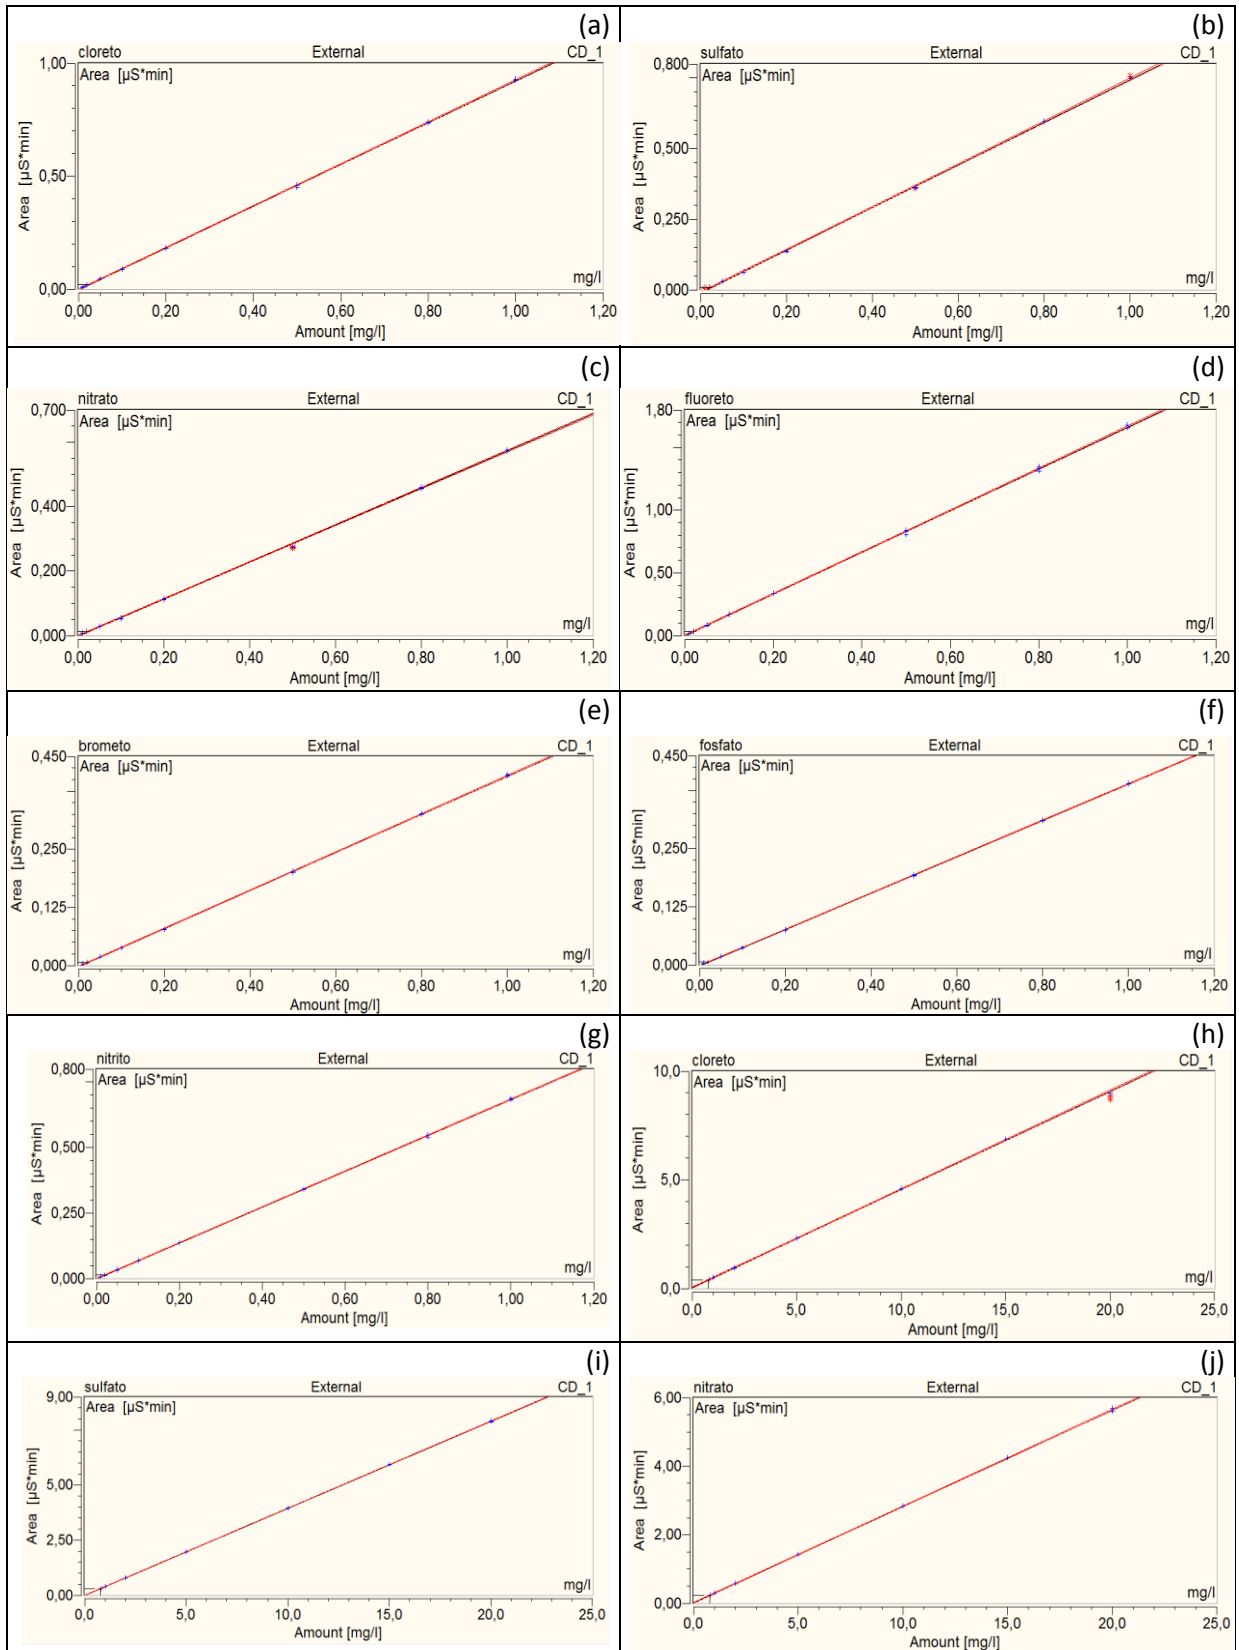 (a)
cloreto External CD_1
Area [µS*min]
Area [µS*min]
1,00
0,50
0,00
mg/l
0,00 0,20 0,40 0,60 0,80 1,00 1,20
Amount [mg/l]
(b)
sulfato External CD_1
Area [µS*min]
Area [µS*min]
0,800
0,500
0,250
0,000
mg/l
0,00 0,20 0,40 0,60 0,80 1,00 1,20
Amount [mg/l]
(c)
nitrato External CD_1
Area [µS*min]
Area [µS*min]
0,700
0,400
0,200
0,000
mg/l
0,00 0,20 0,40 0,60 0,80 1,00 1,20
Amount [mg/l]
(d)
fluoreto External CD_1
Area [µS*min]
Area [µS*min]
1,80
1,00
0,50
0,00
mg/l
0,00 0,20 0,40 0,60 0,80 1,00 1,20
Amount [mg/l]
(e)
brometo External CD_1
Area [µS*min]
Area [µS*min]
0,450
0,250
0,125
0,000
mg/l
0,00 0,20 0,40 0,60 0,80 1,00 1,20
Amount [mg/l]
(f)
fosfato External CD_1
Area [µS*min]
Area [µS*min]
0,450
0,250
0,125
0,000
mg/l
0,00 0,20 0,40 0,60 0,80 1,00 1,20
Amount [mg/l]
(g)
nitrito External CD_1
Area [µS*min]
Area [µS*min]
0,800
0,500
0,250
0,000
mg/l
0,00 0,20 0,40 0,60 0,80 1,00 1,20
Amount [mg/l]
(h)
cloreto External CD_1
Area [µS*min]
Area [µS*min]
10,0
5,0
0,0
mg/l
0,0 5,0 10,0 15,0 20,0 25,0
Amount [mg/l]
(i)
sulfato External CD_1
Area [µS*min]
Area [µS*min]
9,00
5,00
2,50
0,00
mg/l
0,0 5,0 10,0 15,0 20,0 25,0
Amount [mg/l]
(j)
nitrato External CD_1
Area [µS*min]
Area [µS*min]
6,00
4,00
2,00
0,00
mg/l
0,0 5,0 10,0 15,0 20,0 25,0
Amount [mg/l]